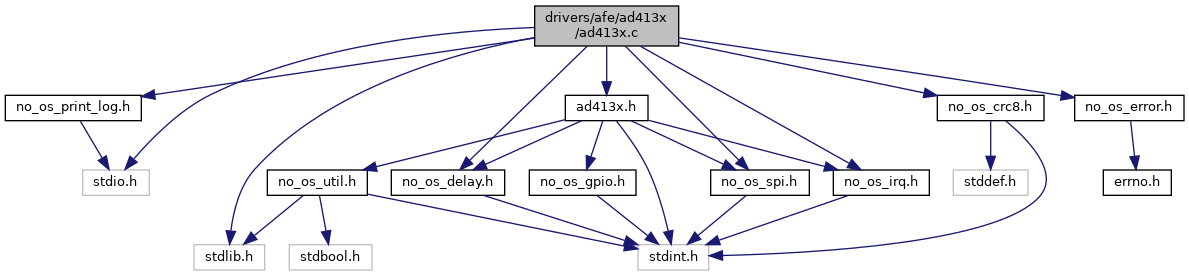 drivers/afe/ad413x
/ad413x.c
no_os_print_log.h
ad413x.h
no_os_crc8.h
no_os_error.h
stdio.h
no_os_util.h
no_os_delay.h
no_os_gpio.h
no_os_spi.h
no_os_irq.h
stddef.h
errno.h
stdlib.h
stdbool.h
stdint.h